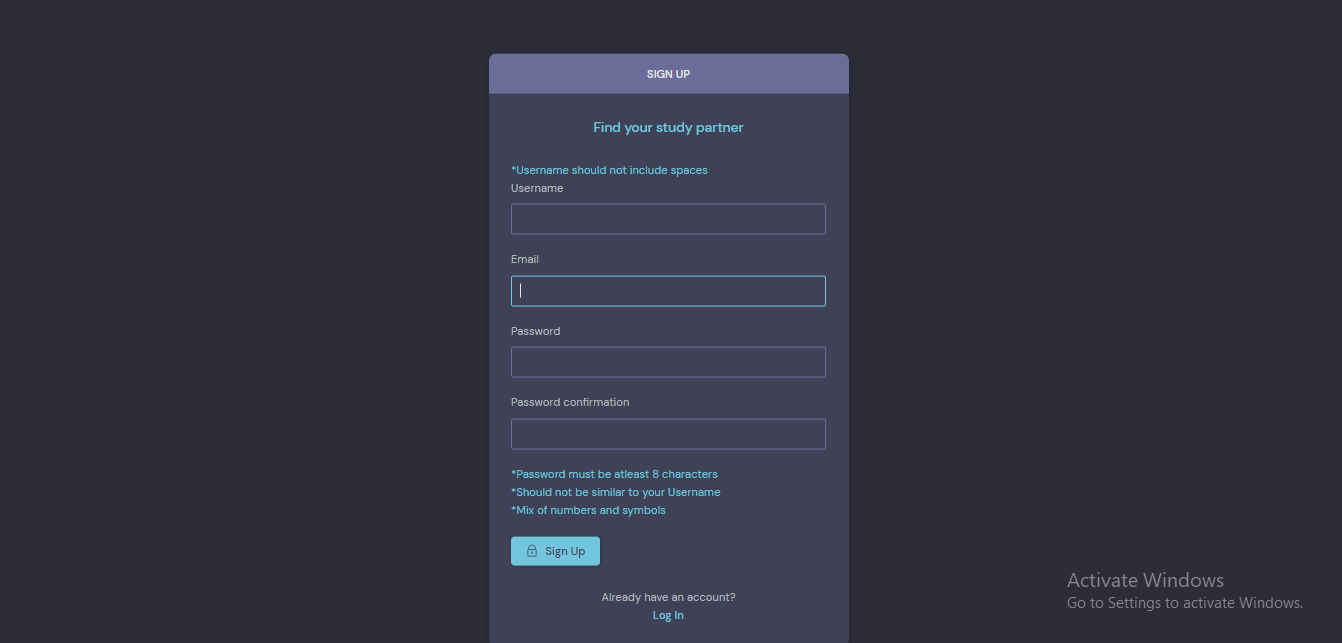 SIGN UP
Find your study partner
*Username should not include spaces
Username
Email
Password
Password confirmation
*Password must be atleast 8 characters
*Should not be similar to your Username
*Mix of numbers and symbols
Sign Up
Already have an account?
Log In
Activate Windows
Go to Settings to activate Windows.